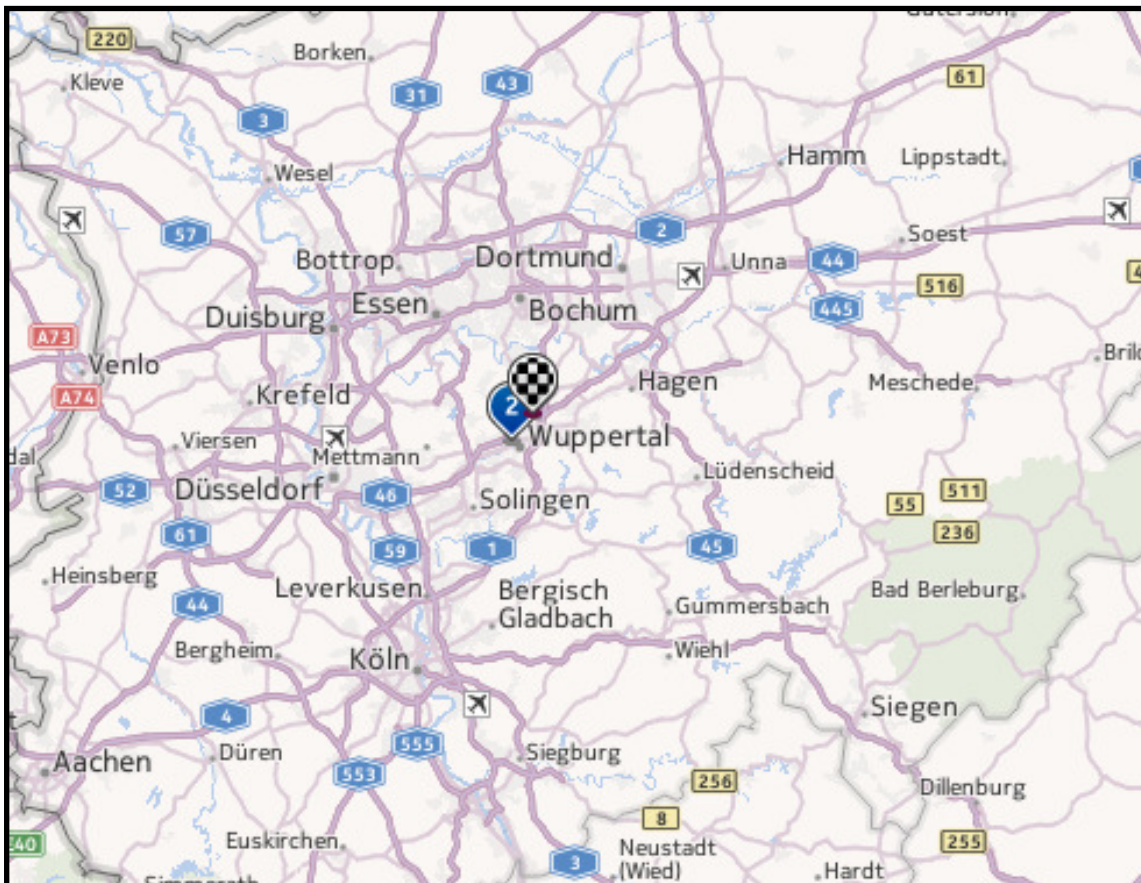 220
Borken
61
Kleve
31
43
3
Wesel
Hamm
Lippstadt
57
2
Soest
Bottrop
Dortmund
Unna
44
516
Essen
Bochum
445
Duisburg
A73
Venlo
Krefeld
Hagen
Meschede
A74
2
Viersen
Mettmann
Wuppertal
52
Düsseldorf
46
Solingen
Lüdenscheid
55
511
236
61
59
1
45
Heinsberg
Leverkusen
Bergisch
Gladbach
Gummersbach
Bad Berleburg
44
Bergheim
Köln
Wiehl
4
Siegen
555
Düren
Siegburg
Aachen
553
256
Dillenburg
8
255
Euskirchen
3
Neustadt
(Wied)
Hardt